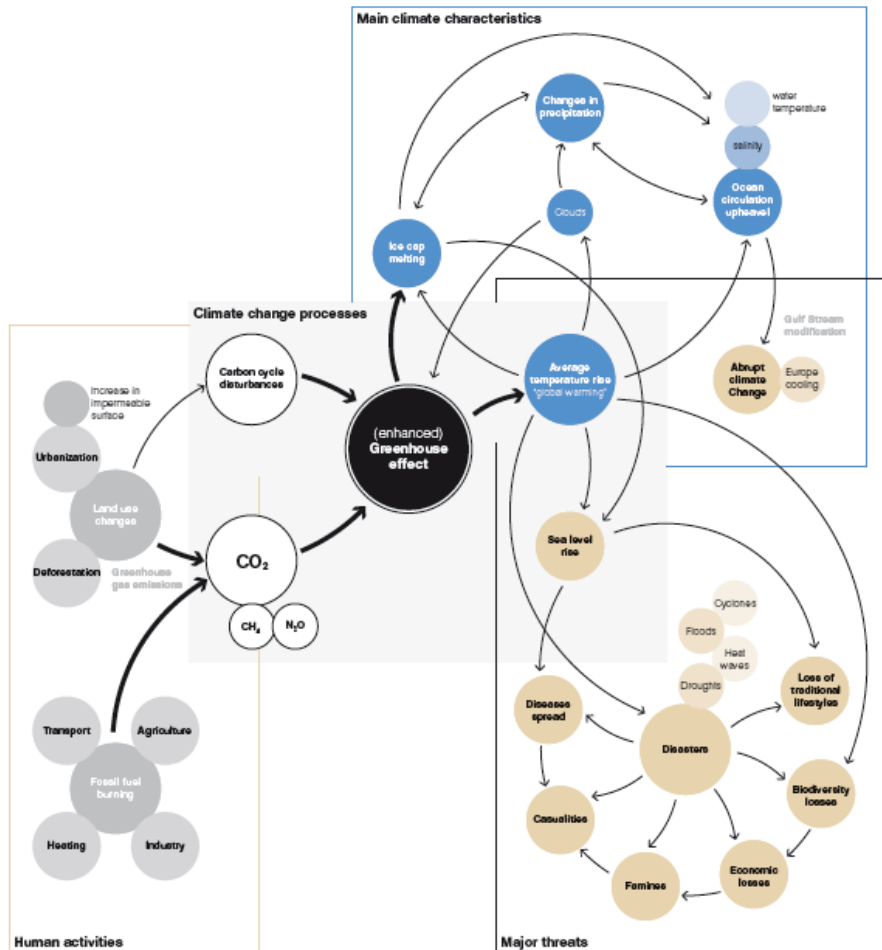 Main climate characteristics
Changes in
precipitation
water
temperature
salinity
Ocean
circulation
upheavel
Clouds
Ice cap
melting
Climate change processes
Gulf Stream
modification
Carbon cycle
disturbances
Average
temperature rise
"global warming"
Abrupt
climate
Change
Europe
cooling
Increase in
impermeable
surface
(enhanced)
Greenhouse
effect
Urbanization
Land use
changes
Sea level
rise
CO₂
Deforestation
Greenhouse
gas emissions
Cyclones
CH₄
N₂O
Floods
Heat
waves
Droughts
Loss of
traditional
lifestyles
Diseases
spread
Transport
Agriculture
Disasters
Fossil fuel
burning
Biodiversity
losses
Casualities
Heating
Industry
Economic
losses
Famines
Human activities
Major threats